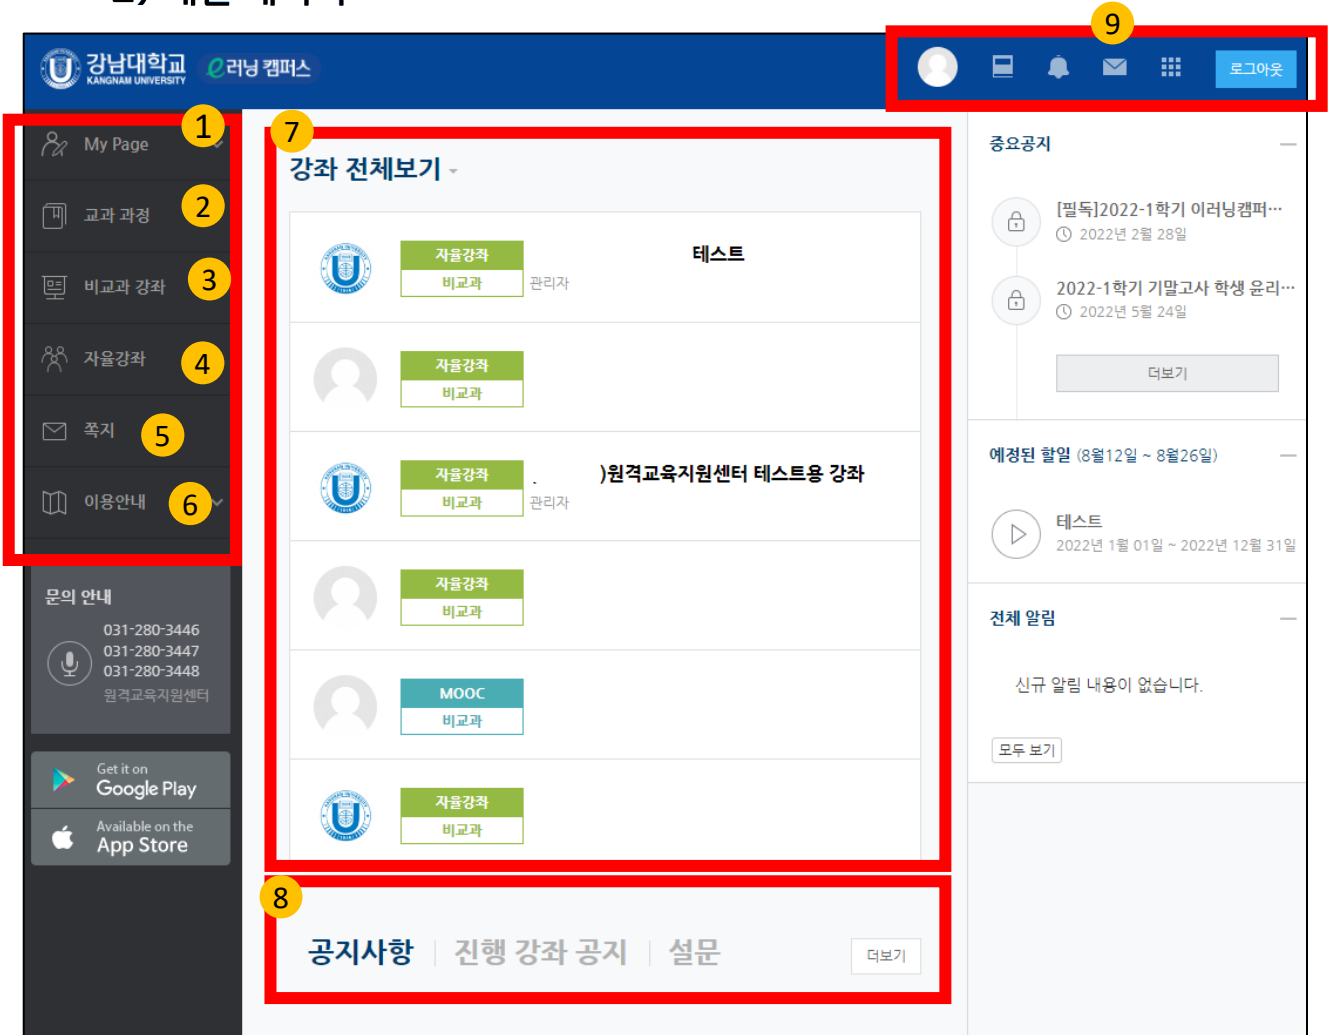 9
강남대학교
KANGNAM UNIVERSITY
e러닝 캠퍼스
로그아웃
My Page
1
교과 과정
2
비교과 강좌
3
자율강좌
4
쪽지
5
이용안내
6
문의 안내
031-280-3446
031-280-3447
031-280-3448
원격교육지원센터
Get it on
Google Play
Available on the
App Store
7
강좌 전체보기
자율강좌
비교과
테스트
관리자
자율강좌
비교과
자율강좌
비교과
. )원격교육지원센터 테스트용 강좌
관리자
자율강좌
비교과
MOOC
비교과
자율강좌
비교과
8
공지사항
진행 강좌 공지
설문
더보기
중요공지
[필독]2022-1학기 이러닝캠퍼…
2022년 2월 28일
2022-1학기 기말고사 학생 윤리…
2022년 5월 24일
더보기
예정된 할일 (8월12일 ~ 8월26일)
테스트
2022년 1월 01일 ~ 2022년 12월 31일
전체 알림
신규 알림 내용이 없습니다.
모두 보기